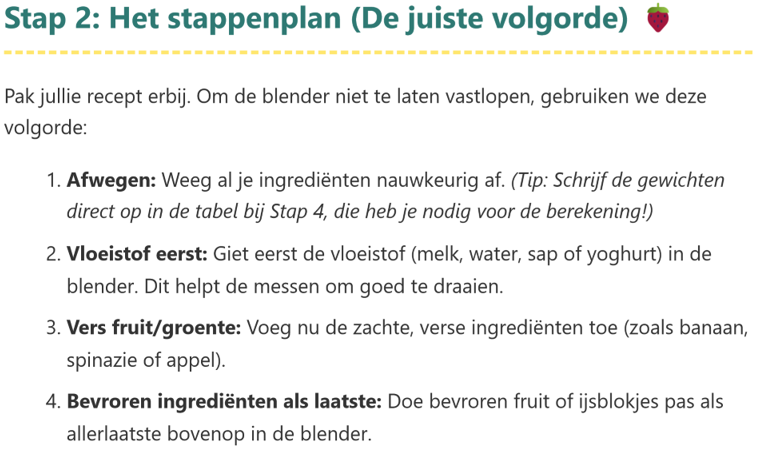 Stap 2: Het stappenplan (De juiste volgorde) 🍓
Pak jullie recept erbij. Om de blender niet te laten vastlopen, gebruiken we deze
volgorde:
1. Afwegen: Weeg al je ingrediënten nauwkeurig af. (Tip: Schrijf de gewichten
direct op in de tabel bij Stap 4, die heb je nodig voor de berekening!)
2. Vloeistof eerst: Giet eerst de vloeistof (melk, water, sap of yoghurt) in de
blender. Dit helpt de messen om goed te draaien.
3. Vers fruit/groente: Voeg nu de zachte, verse ingrediënten toe (zoals banaan,
spinazie of appel).
4. Bevroren ingrediënten als laatste: Doe bevroren fruit of ijsblokjes pas als
allerlaatste bovenop in de blender.